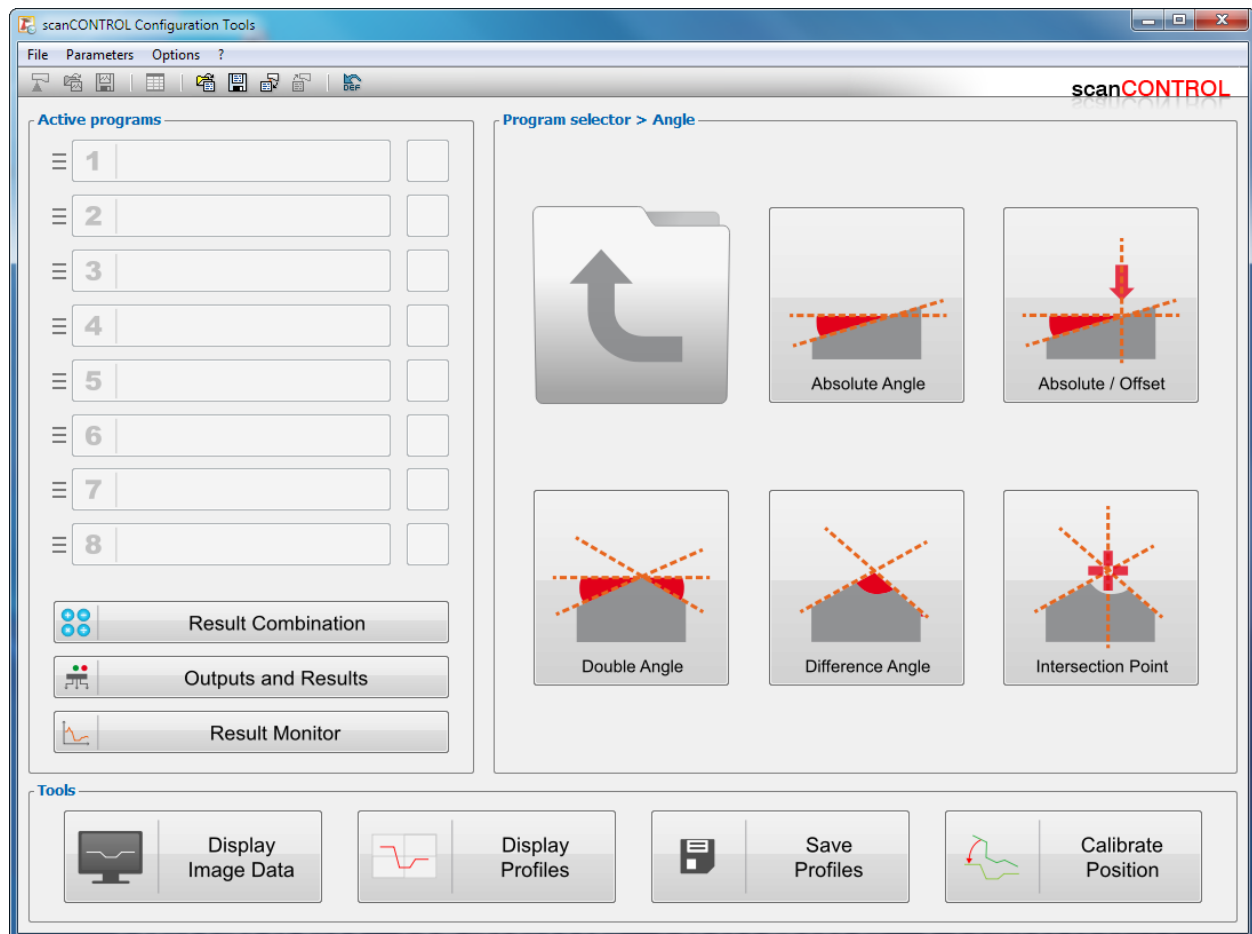 scanCONTROL Configuration Tools
File Parameters Options ?
DEF
scanCONTROL
Active programs
1
2
3
4
5
6
7
8
Result Combination
Outputs and Results
Result Monitor
Program selector > Angle
Absolute Angle
Absolute / Offset
Double Angle
Difference Angle
Intersection Point
Tools
Display
Image Data
Display
Profiles
Save
Profiles
Calibrate
Position